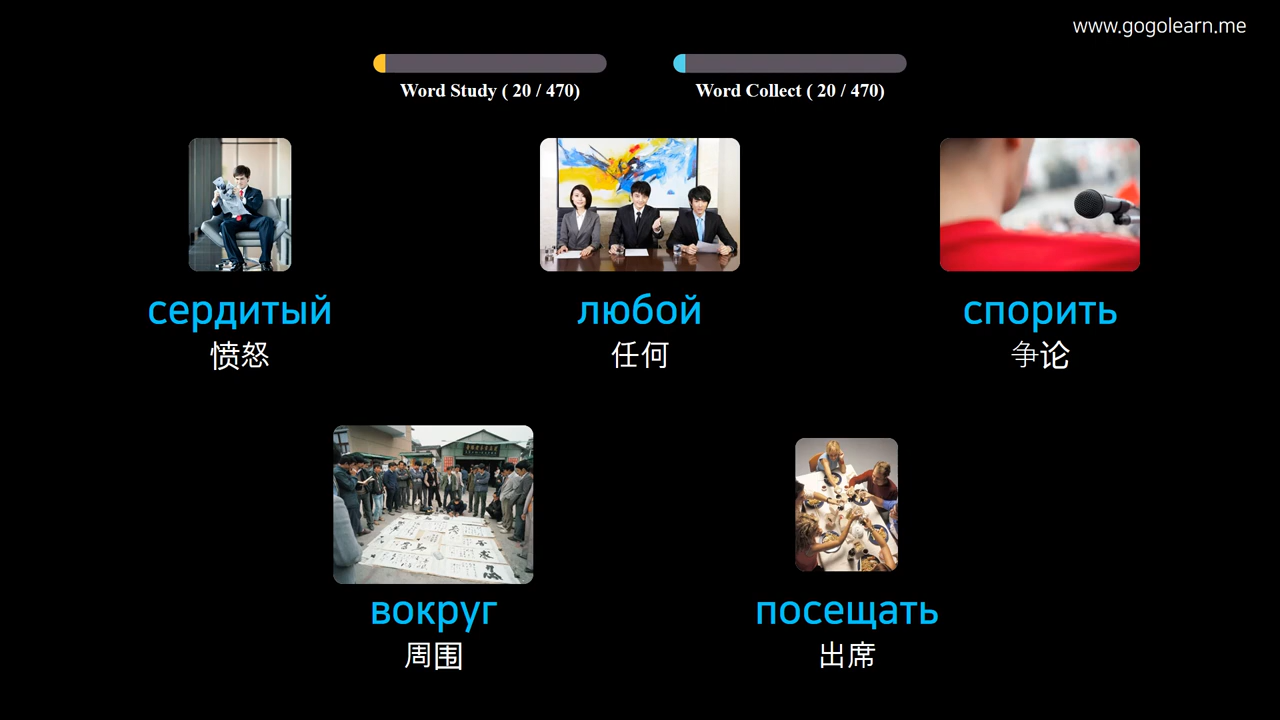 www.gogolearn.me
Word Study ( 20 / 470)
Word Collect ( 20 / 470)
сердитый
愤怒
любой
任何
спорить
争论
вокруг
周围
посещать
出席